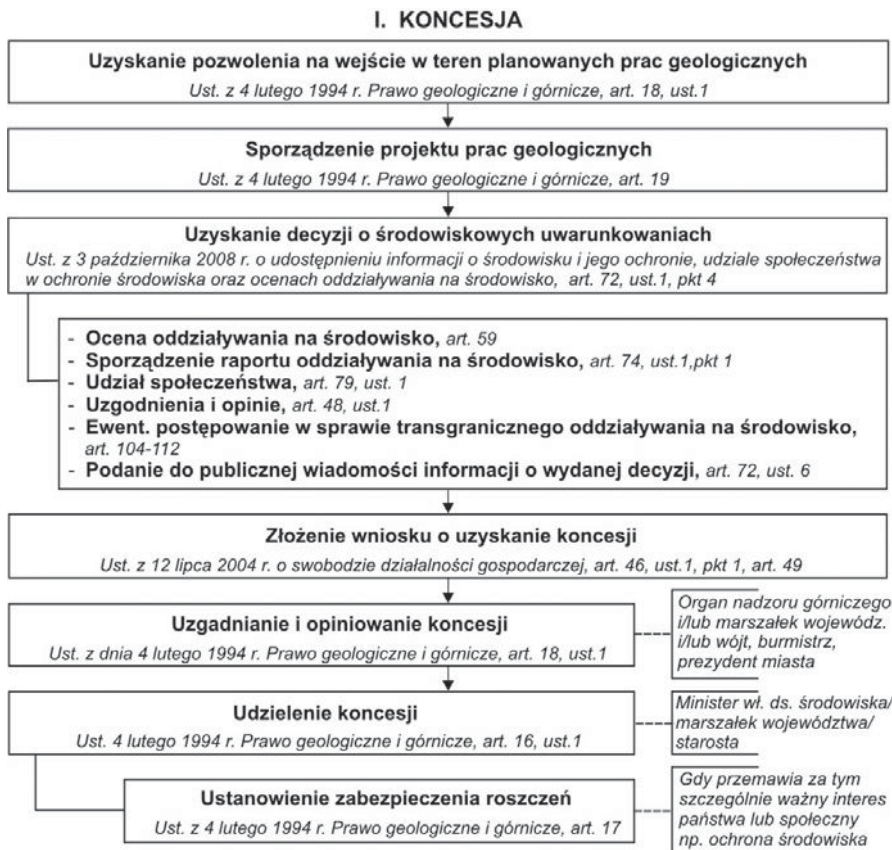 I. KONCESJA
Uzyskanie pozwolenia na wejście w teren planowanych prac geologicznych
Ust. z 4 lutego 1994 r. Prawo geologiczne i górnicze, art. 18, ust.1
Sporządzenie projektu prac geologicznych
Ust. z 4 lutego 1994 r. Prawo geologiczne i górnicze, art. 19
Uzyskanie decyzji o środowiskowych uwarunkowaniach
Ust. z 3 października 2008 r. o udostępnieniu informacji o środowisku i jego ochronie, udziale społeczeństwa
w ochronie środowiska oraz ocenach oddziaływania na środowisko, art. 72, ust.1, pkt 4
- Ocena oddziaływania na środowisko, art. 59
- Sporządzenie raportu oddziaływania na środowisko, art. 74, ust.1,pkt 1
- Udział społeczeństwa, art. 79, ust. 1
- Uzgodnienia i opinie, art. 48, ust.1
- Ewent. postępowanie w sprawie transgranicznego oddziaływania na środowisko,
art. 104-112
- Podanie do publicznej wiadomości informacji o wydanej decyzji, art. 72, ust. 6
Złożenie wniosku o uzyskanie koncesji
Ust. z 12 lipca 2004 r. o swobodzie działalności gospodarczej, art. 46, ust.1, pkt 1, art. 49
Uzgadnianie i opiniowanie koncesji
Ust. z dnia 4 lutego 1994 r. Prawo geologiczne i górnicze, art. 18, ust.1
Organ nadzoru górniczego
i/lub marszałek wojewódz.
i/lub wójt, burmistrz,
prezydent miasta
Udzielenie koncesji
Ust. 4 lutego 1994 r. Prawo geologiczne i górnicze, art. 16, ust.1
Minister wł. ds. środowiska/
marszałek województwa/
starosta
Ustanowienie zabezpieczenia roszczeń
Ust. z 4 lutego 1994 r. Prawo geologiczne i górnicze, art. 17
Gdy przemawia za tym
szczególnie ważny interes
państwa lub społeczny
np. ochrona środowiska